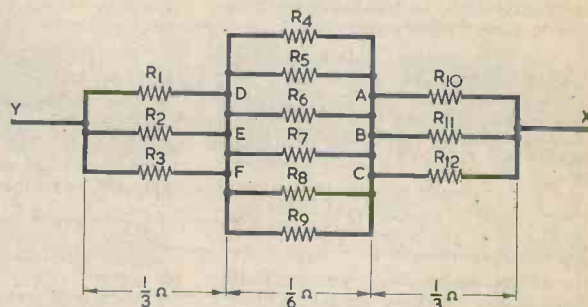 R4
R5
R1 D R6 A R10
Y R2 E R7 B R11 X
R3 F R8 C R12
R9
1/3 Ω 1/6 Ω 1/3 Ω